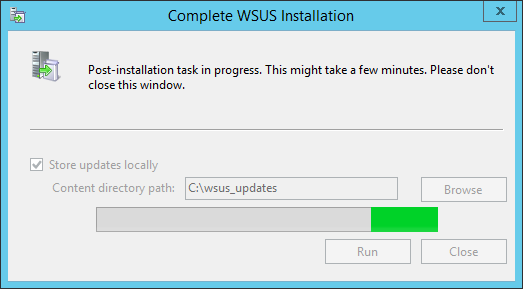 Complete WSUS Installation
Post-installation task in progress. This might take a few minutes. Please don't
close this window.
Store updates locally
Content directory path: C:\wsus_updates Browse
Run Close